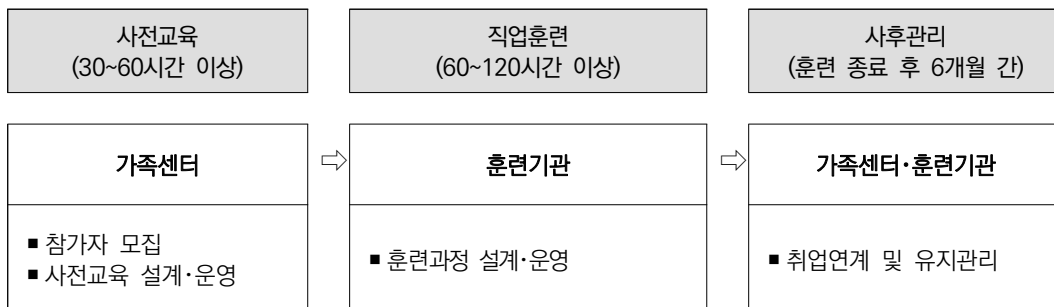 사전교육
(30~60시간 이상)
직업훈련
(60~120시간 이상)
사후관리
(훈련 종료 후 6개월 간)
가족센터
⇨
훈련기관
⇨
가족센터·훈련기관
■ 참가자 모집
■ 사전교육 설계·운영
■ 훈련과정 설계·운영
■ 취업연계 및 유지관리